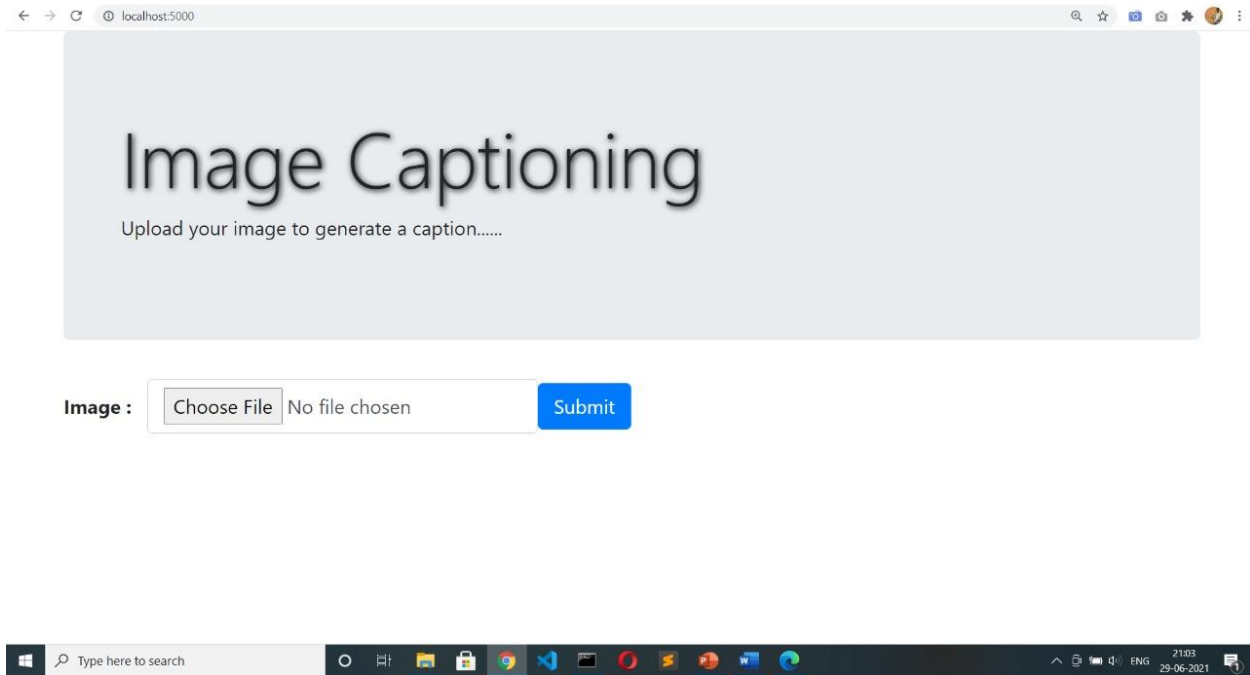 localhost:5000
Image Captioning
Upload your image to generate a caption......
Image :
Choose File No file chosen
Submit
Type here to search
ENG
21:03
29-06-2021